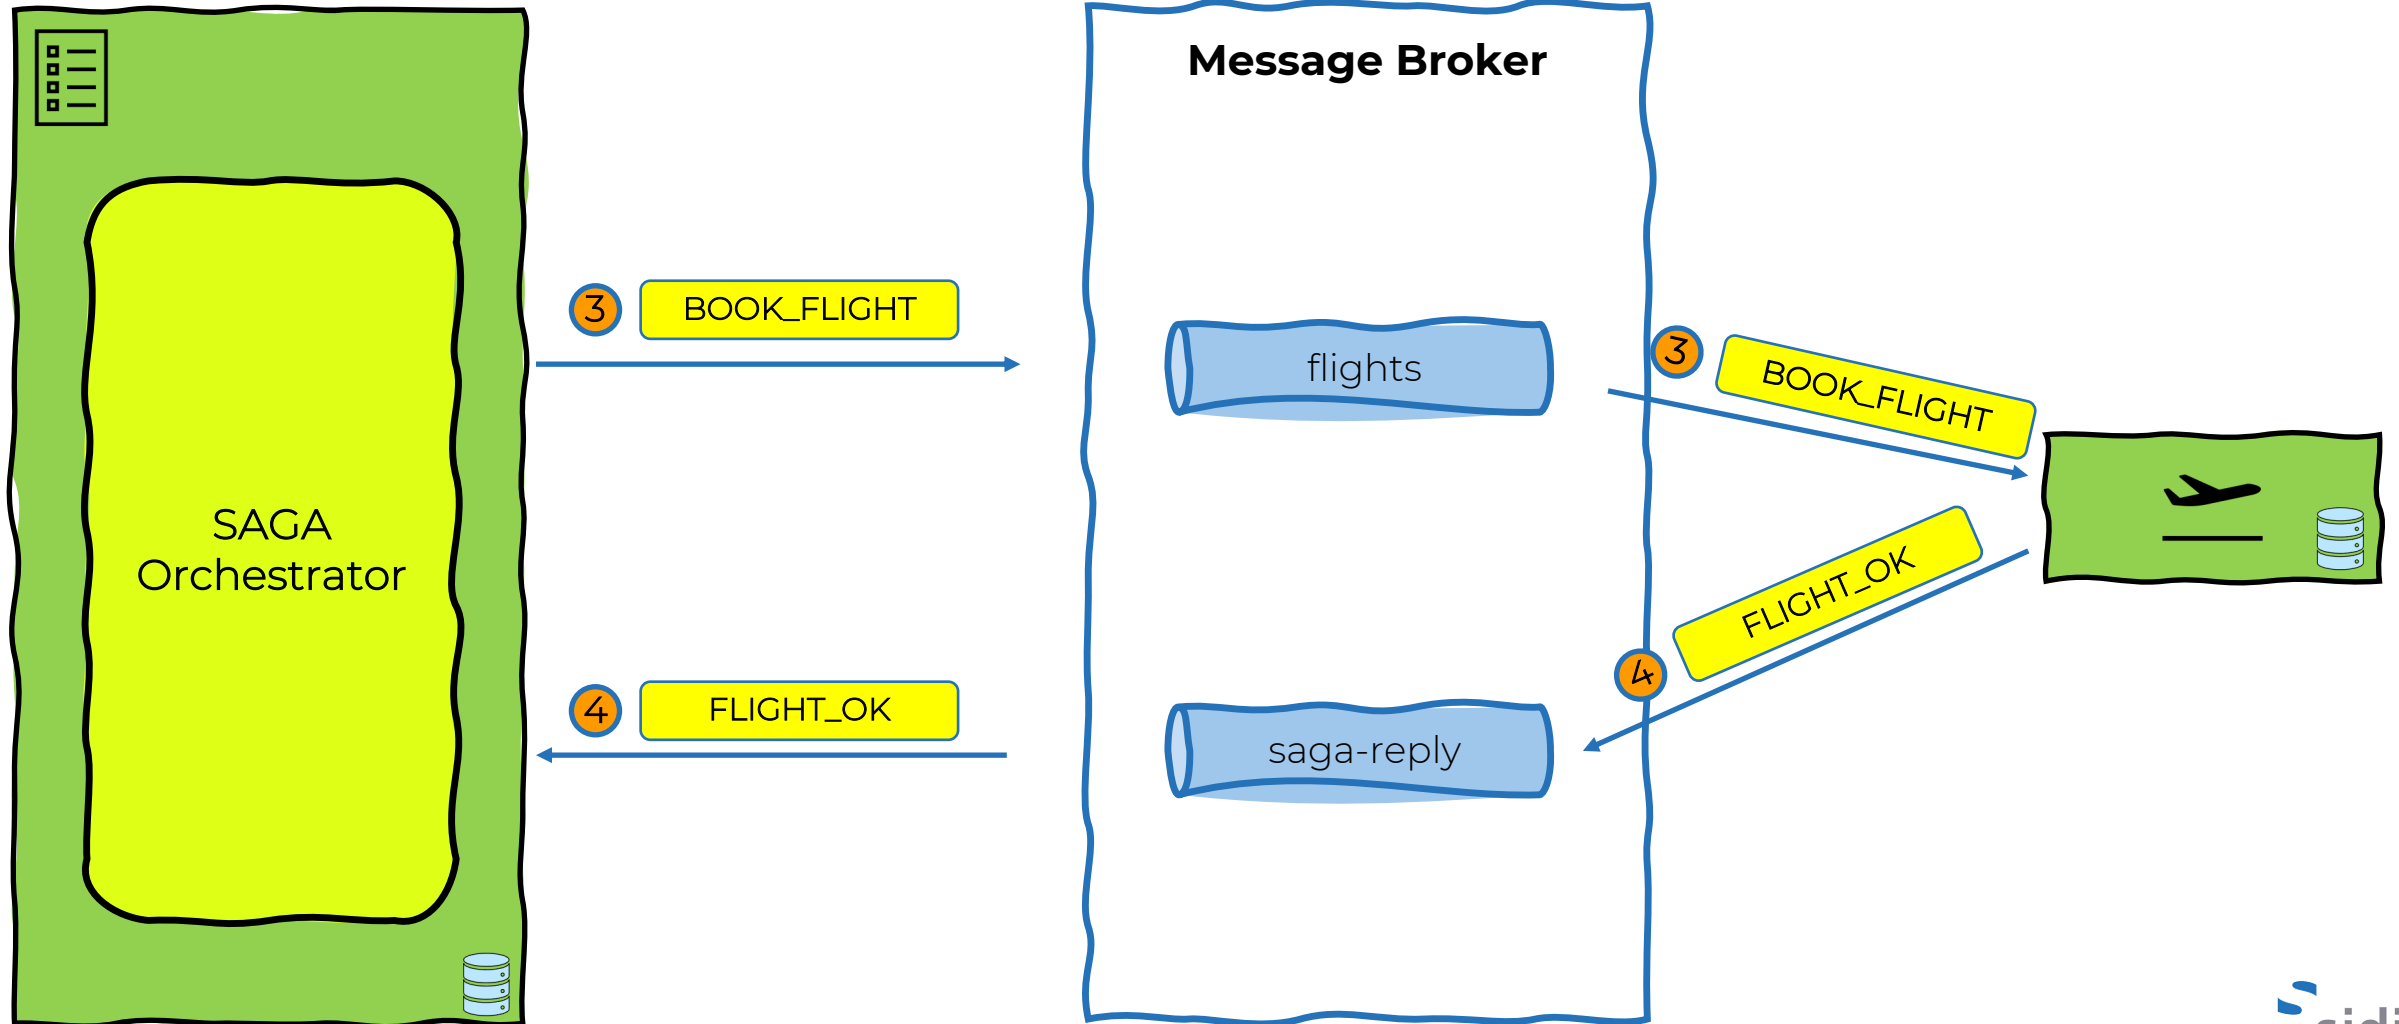 Message Broker
3
BOOK_FLIGHT
flights
3
BOOK_FLIGHT
SAGA
Orchestrator
FLIGHT_OK
4
4
FLIGHT_OK
saga-reply